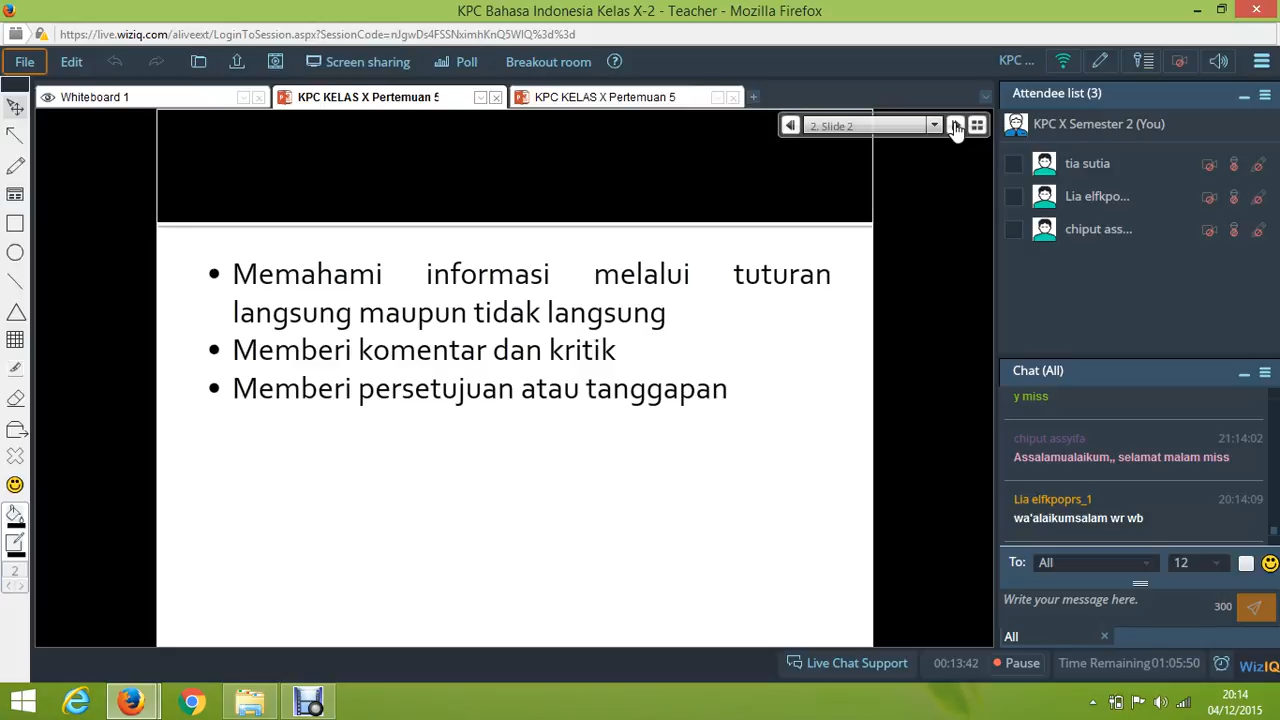 KPC Bahasa Indonesia Kelas X-2 - Teacher - Mozilla Firefox
https://live.wiziq.com/aliveext/LoginToSession.aspx?SessionCode=nJgwDs4FSSNximhKnQ5WIQ%3d%3d
File Edit Screen sharing Poll Breakout room KPC ...
Whiteboard 1 KPC KELAS X Pertemuan 5 KPC KELAS X Pertemuan 5
Attendee list (3)
2. Slide 2
KPC X Semester 2 (You)
tia sutia
Lia elfkpo...
chiput ass...
• Memahami informasi melalui tuturan
langsung maupun tidak langsung
• Memberi komentar dan kritik
• Memberi persetujuan atau tanggapan
Chat (All)
y miss
chiput assyifa 21:14:02
Assalamualaikum,, selamat malam miss
Lia elfkpoprs_1 20:14:09
wa'alaikumsalam wr wb
To: All 12
Write your message here. 300
All
2
Live Chat Support 00:13:42 Pause Time Remaining 01:05:50 WizIQ
20:14
04/12/2015